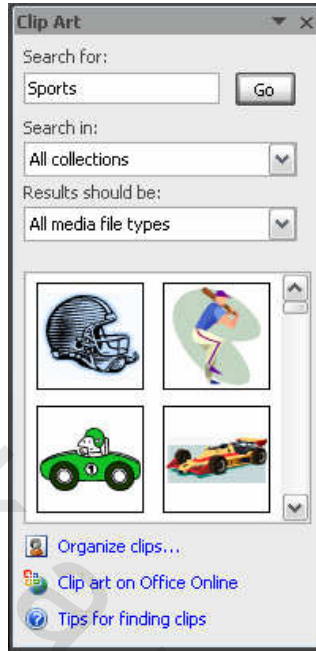 Clip Art
Search for:
Sports
Go
Search in:
All collections
Results should be:
All media file types
1
Organize clips...
Clip art on Office Online
Tips for finding clips